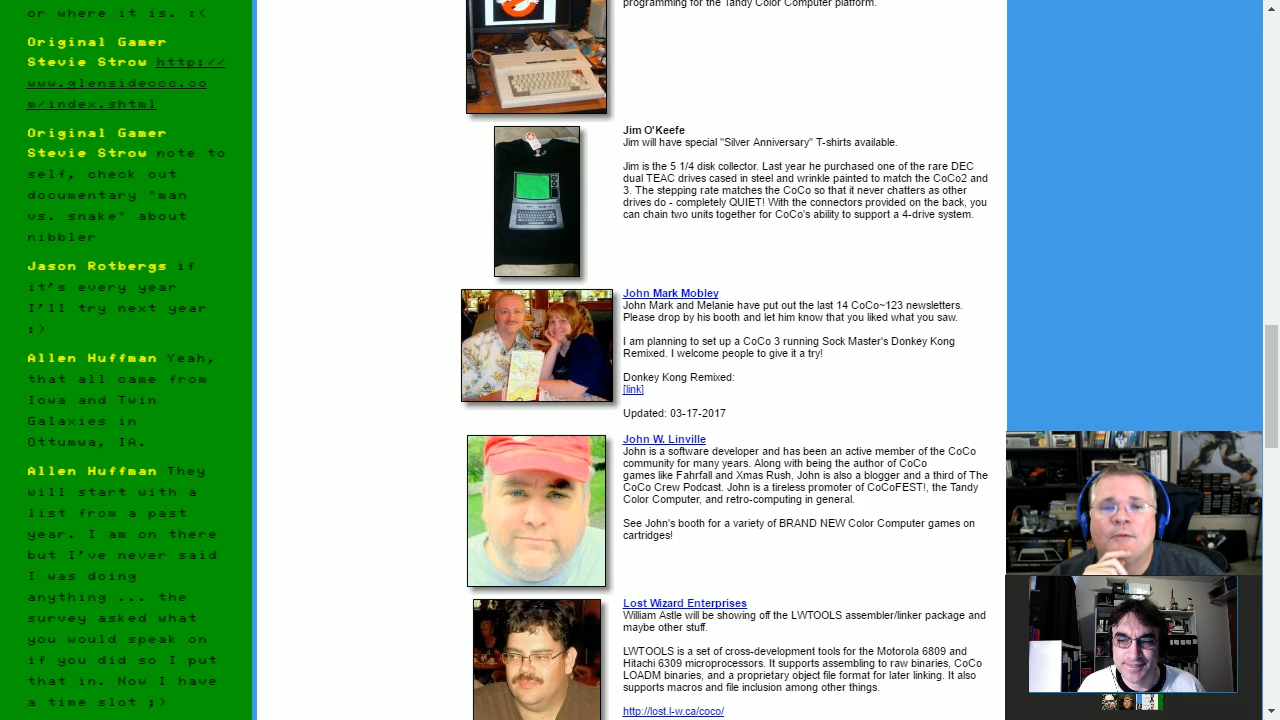 or where it is. :(
Original Gamer
Stevie Strow http://
www.glensideccc.co
m/index.shtml
Original Gamer
Stevie Strow note to
self, check out
documentary "man
vs. snake" about
nibbler
Jason Rotbergs if
it's every year
I'll try next year
:)
Allen Huffman Yeah,
that all came from
Iowa and Twin
Galaxies in
Ottumwa, IA.
Allen Huffman They
will start with a
list from a past
year. I am on there
but I've never said
I was doing
anything ... the
survey asked what
you would speak on
if you did so I put
that in. Now I have
a time slot ;)
programming for the Tandy Color Computer platform.
Jim O'Keefe
Jim will have special "Silver Anniversary" T-shirts available.
Jim is the 5 1/4 disk collector. Last year he purchased one of the rare DEC
dual TEAC drives cased in steel and wrinkle painted to match the CoCo2 and
3. The stepping rate matches the CoCo so that it never chatters as other
drives do - completely QUIET! With the connectors provided on the back, you
can chain two units together for CoCo's ability to support a 4-drive system.
John Mark Mobley
John Mark and Melanie have put out the last 14 CoCo~123 newsletters.
Please drop by his booth and let him know that you liked what you saw.
I am planning to set up a CoCo 3 running Sock Master's Donkey Kong
Remixed. I welcome people to give it a try!
Donkey Kong Remixed:
[link]
Updated: 03-17-2017
John W. Linville
John is a software developer and has been an active member of the CoCo
community for many years. Along with being the author of CoCo
games like Fahrfall and Xmas Rush, John is also a blogger and a third of The
CoCo Crew Podcast. John is a tireless promoter of CoCoFEST!, the Tandy
Color Computer, and retro-computing in general.
See John's booth for a variety of BRAND NEW Color Computer games on
cartridges!
Lost Wizard Enterprises
William Astle will be showing off the LWTOOLS assembler/linker package and
maybe other stuff.
LWTOOLS is a set of cross-development tools for the Motorola 6809 and
Hitachi 6309 microprocessors. It supports assembling to raw binaries, CoCo
LOADM binaries, and a proprietary object file format for later linking. It also
supports macros and file inclusion among other things.
http://lost.l-w.ca/coco/